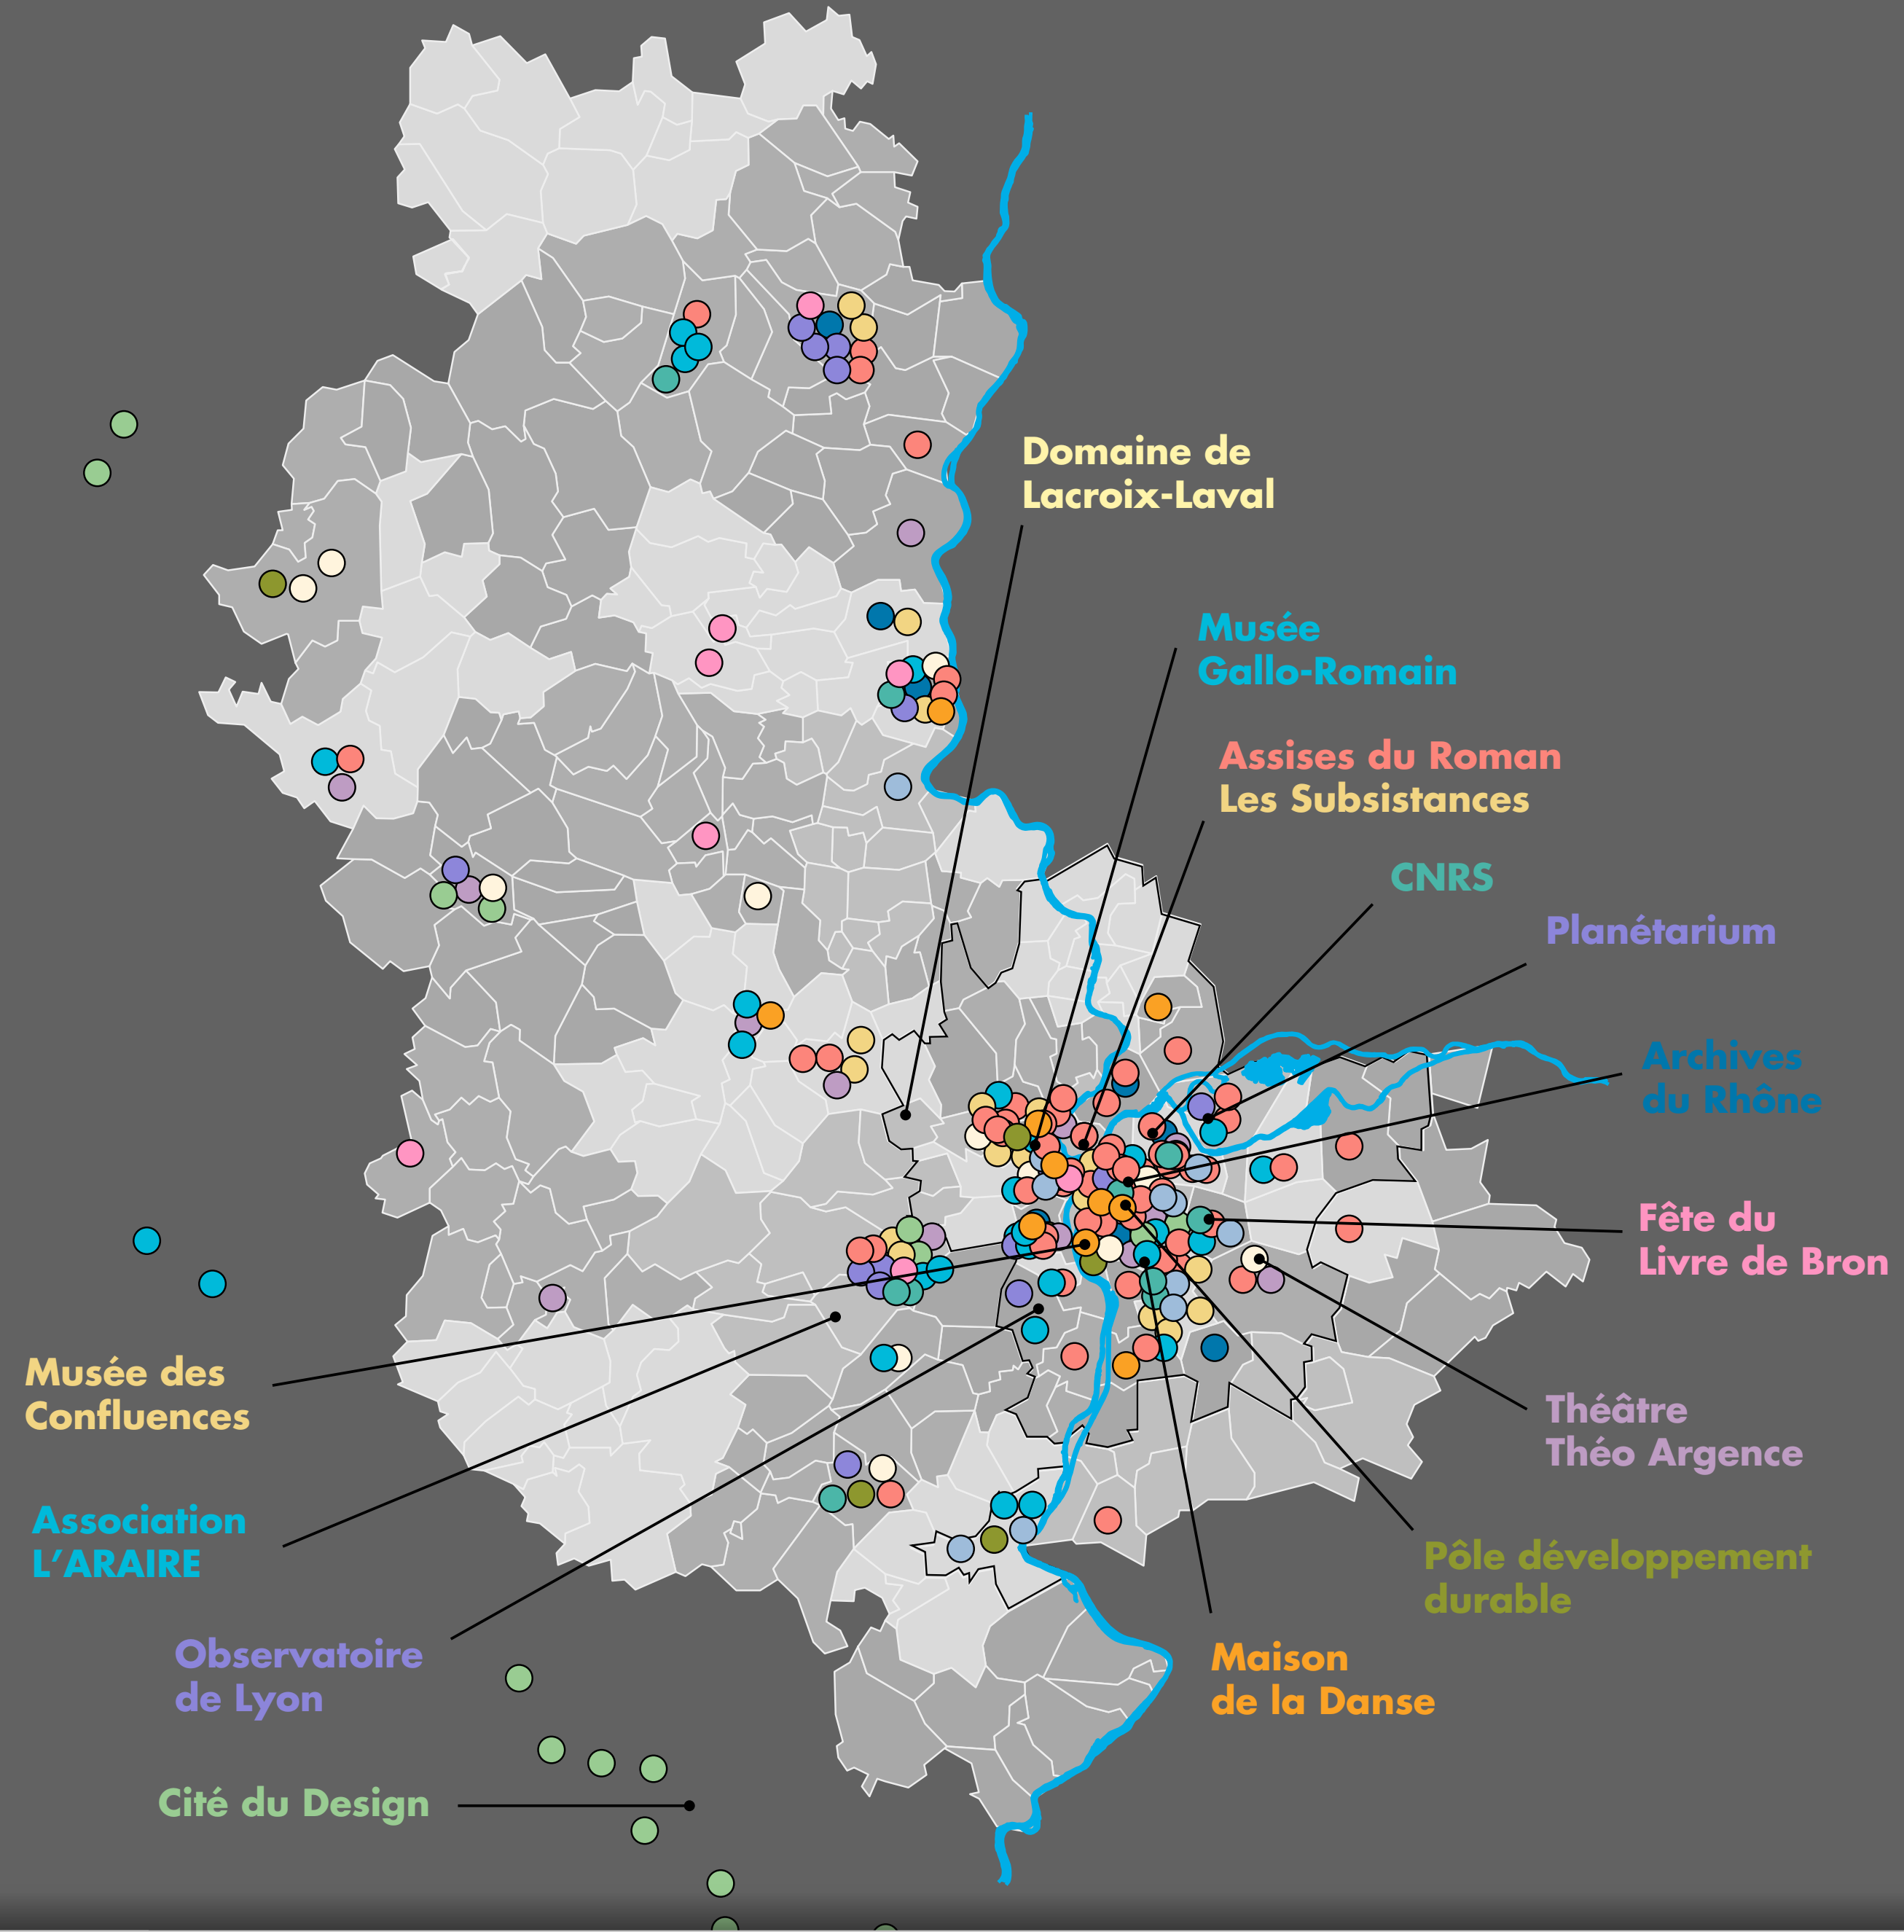 Domaine de
Lacroix-Laval
Musée
Gallo-Romain
Assises du Roman
Les Subsistances
CNRS
Planétarium
Archives
du Rhône
Fête du
Livre de Bron
Musée des
Confluences
Théâtre
Théo Argence
Association
L'ARAIRE
Pôle développement
durable
Observatoire
de Lyon
Maison
de la Danse
Cité du Design